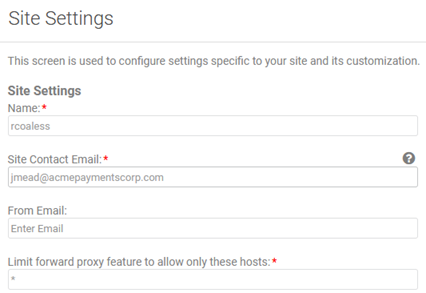 Site Settings
This screen is used to configure settings specific to your site and its customization.
Site Settings
Name:*
rcoaless
Site Contact Email:* ?
jmead@acmepaymentscorp.com
From Email:
Enter Email
Limit forward proxy feature to allow only these hosts:*
*